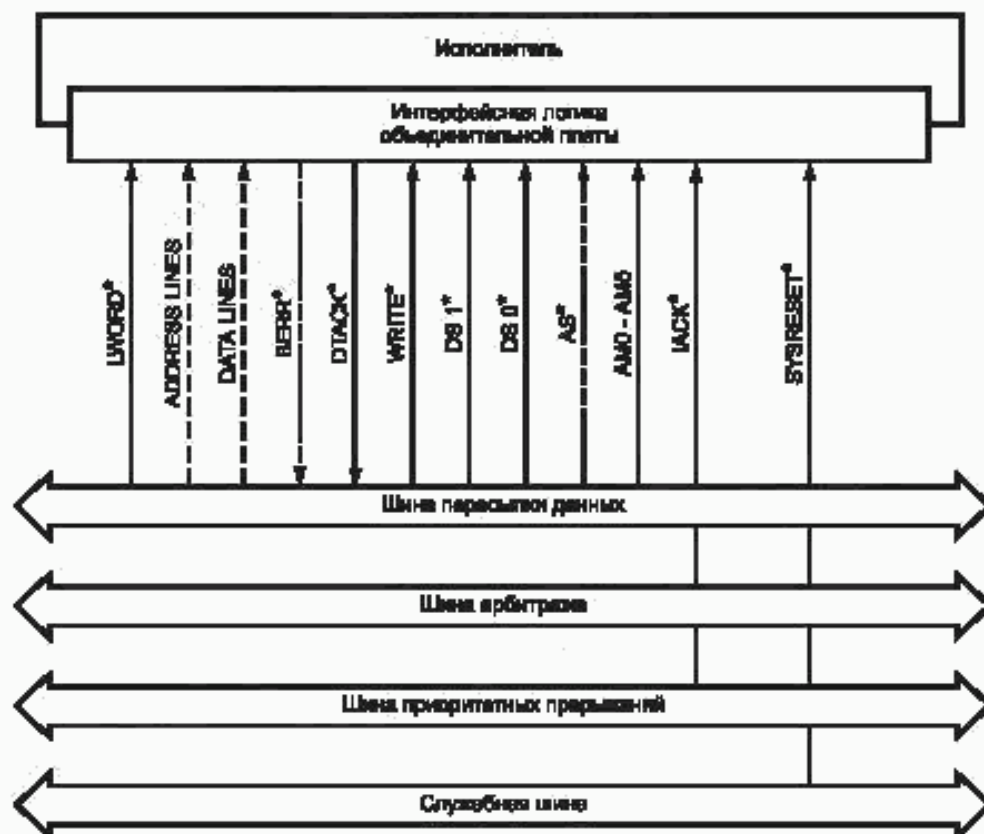 Исполнитель
Интерфейсная логика
объединительной платы
LWORD*
ADDRESS LINES
DATA LINES
BERR*
DTACK*
WRITE*
DS 1*
DS 0*
AS*
AM0 - AM5
IACK*
SYSRESET*
Шина пересылки данных
Шина арбитража
Шина приоритетных прерываний
Служебная шина